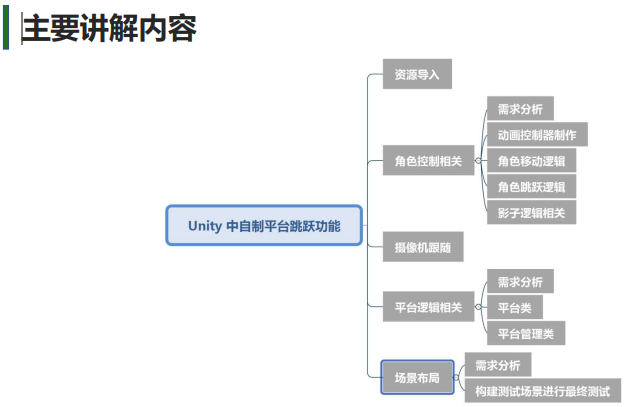 主要讲解内容
资源导入
需求分析
动画控制器制作
角色控制相关
角色移动逻辑
角色跳跃逻辑
影子逻辑相关
Unity 中自制平台跳跃功能
摄像机跟随
需求分析
平台逻辑相关
平台类
平台管理类
需求分析
场景布局
构建测试场景进行最终测试